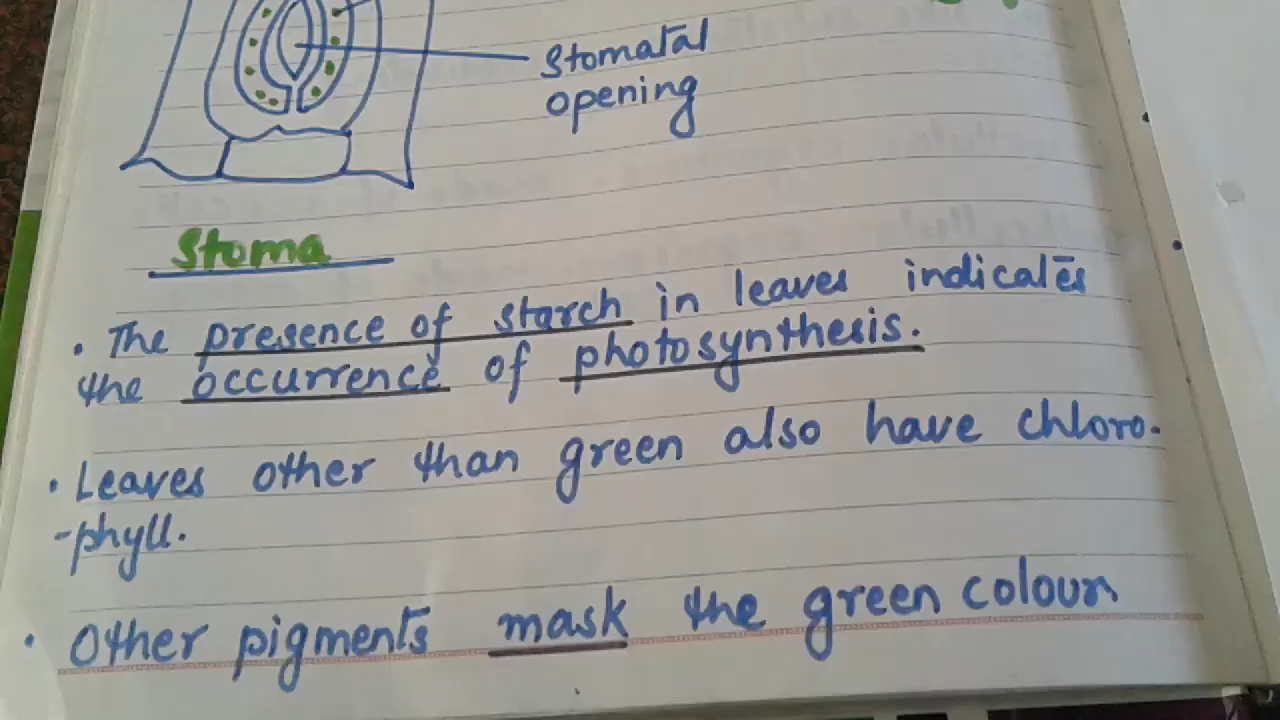 Stomatal
opening
Stoma
• The presence of starch in leaves indicates
the occurrence of photosynthesis.
• Leaves other than green also have chloro-
-phyll.
• Other pigments mask the green colour